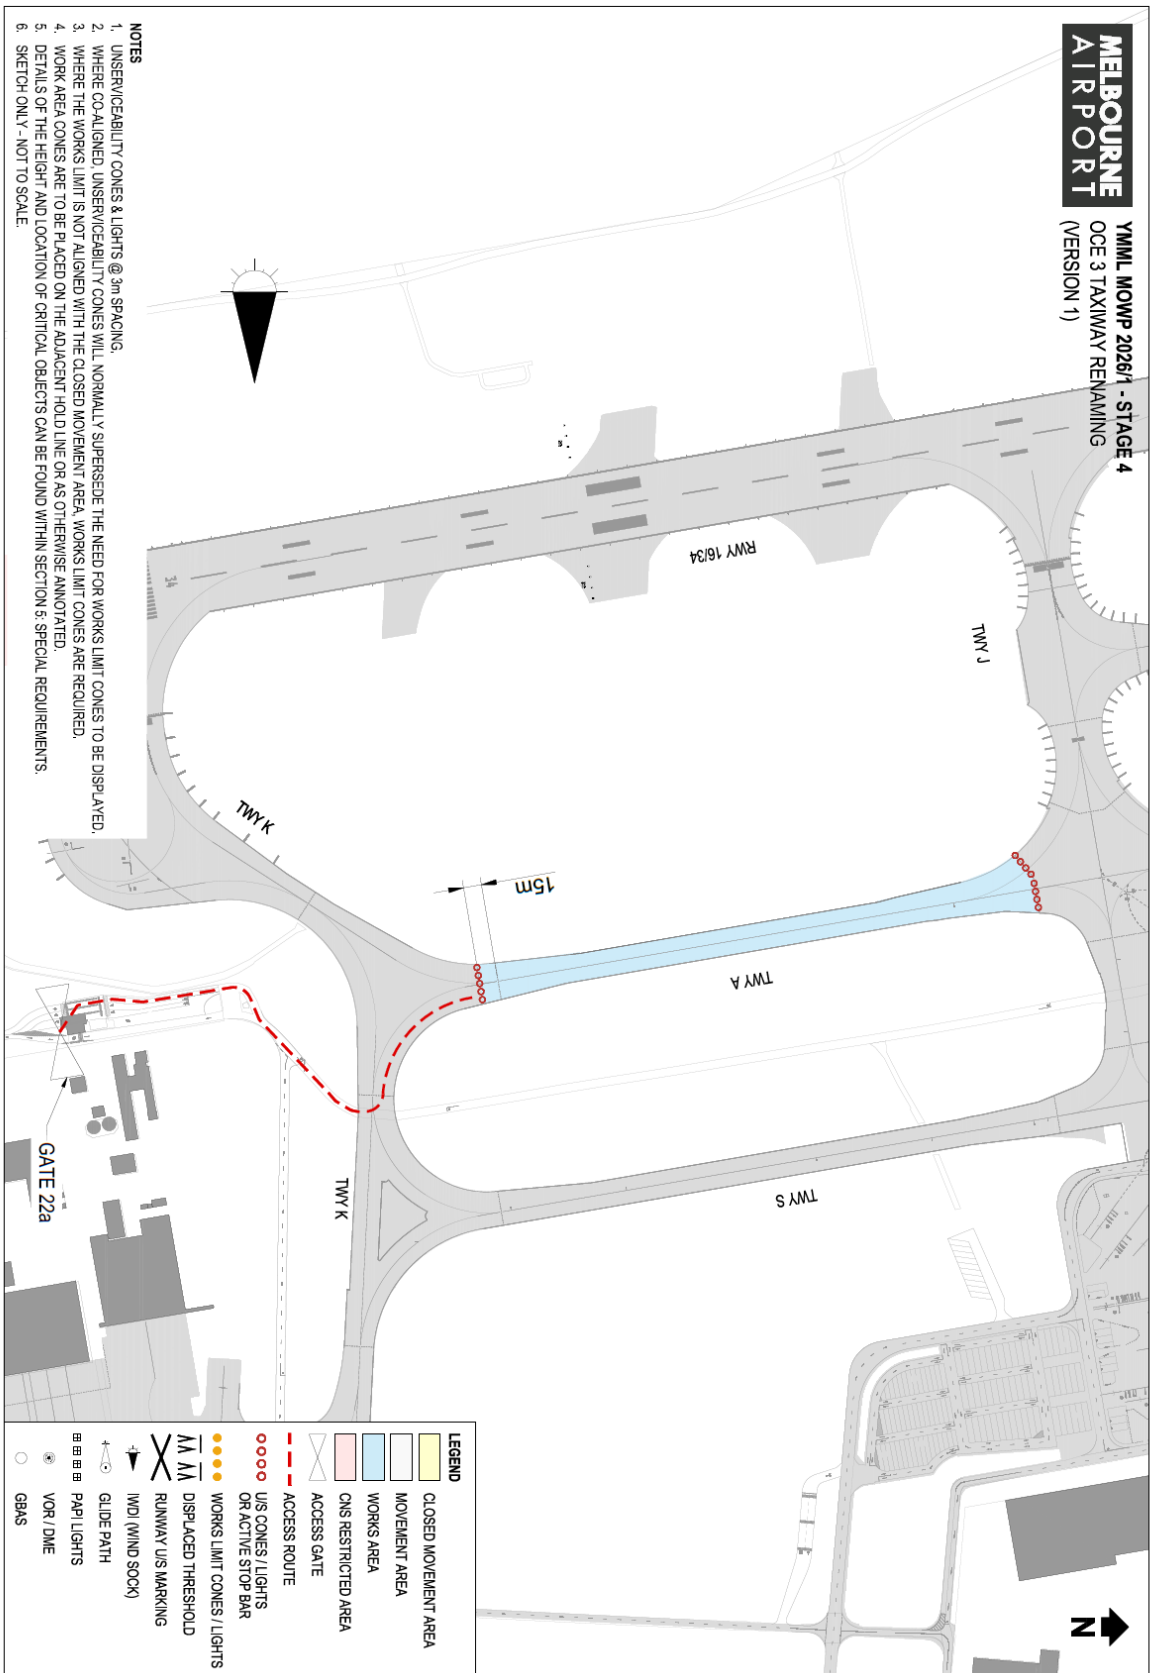 MELBOURNE
AIRPORT
YMML MOWP 2026/1 - STAGE 4
OCE 3 TAXIWAY RENAMING
(VERSION 1)
RWY 16/34
34
TWY J
TWY K
15m
TWY A
TWY S
TWY K
GATE 22a
NOTES
1. UNSERVICEABILITY CONES & LIGHTS @ 3m SPACING.
2. WHERE CO-ALIGNED, UNSERVICEABILITY CONES WILL NORMALLY SUPERSEDE THE NEED FOR WORKS LIMIT CONES TO BE DISPLAYED.
3. WHERE THE WORKS LIMIT IS NOT ALIGNED WITH THE CLOSED MOVEMENT AREA, WORKS LIMIT CONES ARE REQUIRED.
4. WORK AREA CONES ARE TO BE PLACED ON THE ADJACENT HOLD LINE OR AS OTHERWISE ANNOTATED.
5. DETAILS OF THE HEIGHT AND LOCATION OF CRITICAL OBJECTS CAN BE FOUND WITHIN SECTION 5: SPECIAL REQUIREMENTS.
6. SKETCH ONLY - NOT TO SCALE.
LEGEND
CLOSED MOVEMENT AREA
MOVEMENT AREA
WORKS AREA
CNS RESTRICTED AREA
ACCESS GATE
ACCESS ROUTE
U/S CONES / LIGHTS
OR ACTIVE STOP BAR
WORKS LIMIT CONES / LIGHTS
DISPLACED THRESHOLD
RUNWAY U/S MARKING
IWDI (WIND SOCK)
GLIDE PATH
PAPI LIGHTS
VOR / DME
GBAS
N